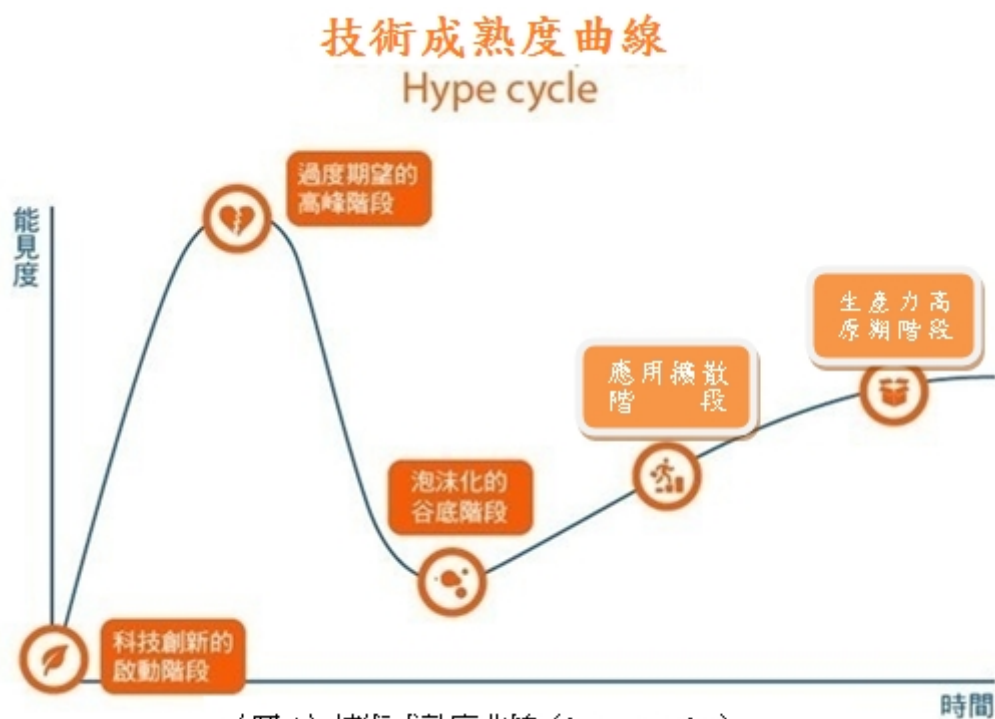 技術成熟度曲線
Hype cycle
能見度
過度期望的
高峰階段
生產力高
原期階段
應用擴散
階 段
泡沫化的
谷底階段
科技創新的
啟動階段
時間